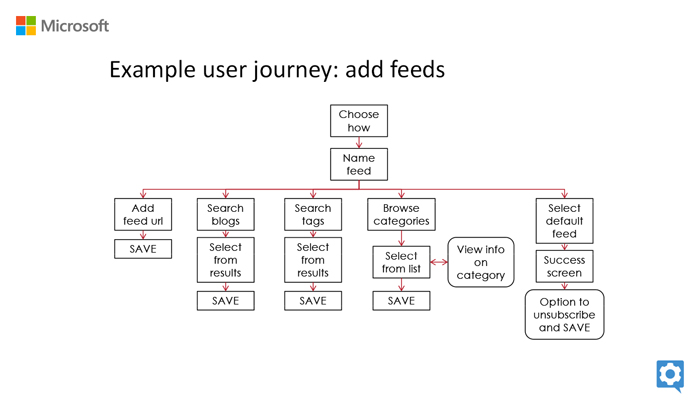 Microsoft
Example user journey: add feeds
Choose
how
Name
feed
Add
feed url
Search
blogs
Search
tags
Browse
categories
Select
default
feed
SAVE
Select
from
results
Select
from
results
Select
from list
View info
on
category
Success
screen
SAVE
SAVE
SAVE
Option to
unsubscribe
and SAVE